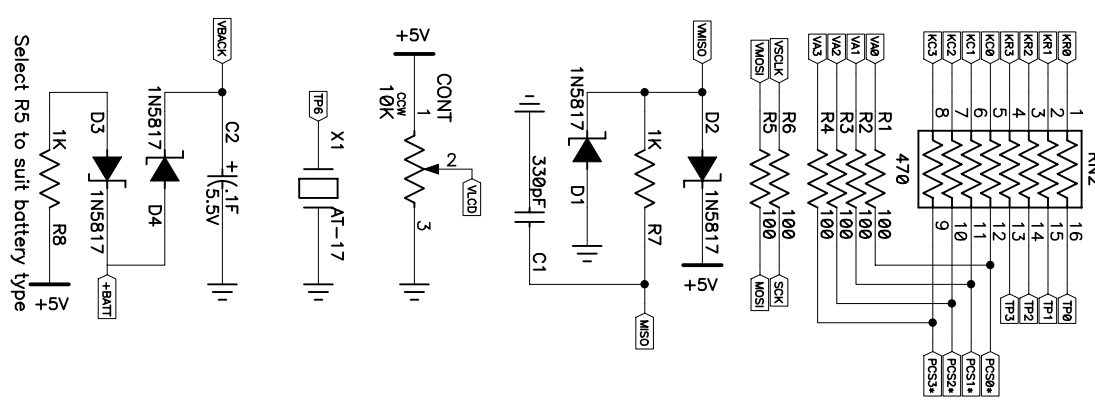 VBACK
+5V
VMISO
VSCLK
VMOSI
VA3
VA2
VA1
VA0
KC3
KC2
KC1
KC0
KR3
KR2
KR1
KR0
8
7
6
5
4
3
2
1
RN2
470
9
10
11
12
13
14
15
16
R1
R2
R3
R4
100
100
100
100
R6
R5
100
100
SCK
MOSI
TP3
TP2
TP1
TP0
PCS3*
PCS2*
PCS1*
PCS0*
D2
1N5817
+5V
1K
R7
1N5817
D1
330pF
C1
MISO
CONT
1
CCW
10K
2
VLCD
3
TP6
X1
AT-17
C2
+
.1F
5.5V
1N5817
D4
D3
1N5817
1K
R8
+5V
+BATT
Select R5 to suit battery type